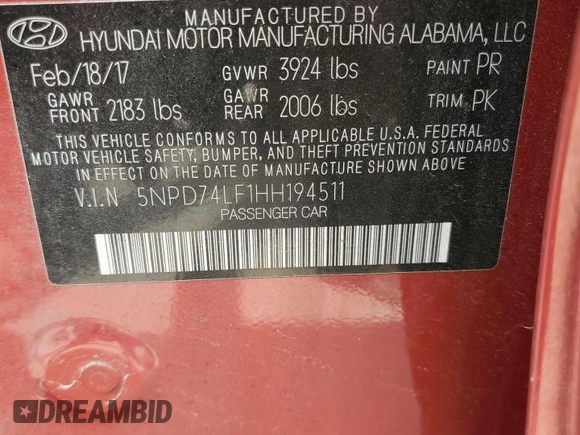 MANUFACTURED BY
HYUNDAI MOTOR MANUFACTURING ALABAMA, LLC
Feb/18/17 GVWR 3924 lbs PAINT PR
GAWR FRONT 2183 lbs GAWR REAR 2006 lbs TRIM PK
THIS VEHICLE CONFORMS TO ALL APPLICABLE U.S.A. FEDERAL
MOTOR VEHICLE SAFETY, BUMPER, AND THEFT PREVENTION STANDARDS
IN EFFECT ON THE DATE OF MANUFACTURE SHOWN ABOVE.
V.I.N 5NPD74LF1HH194511
PASSENGER CAR
DREAMBID